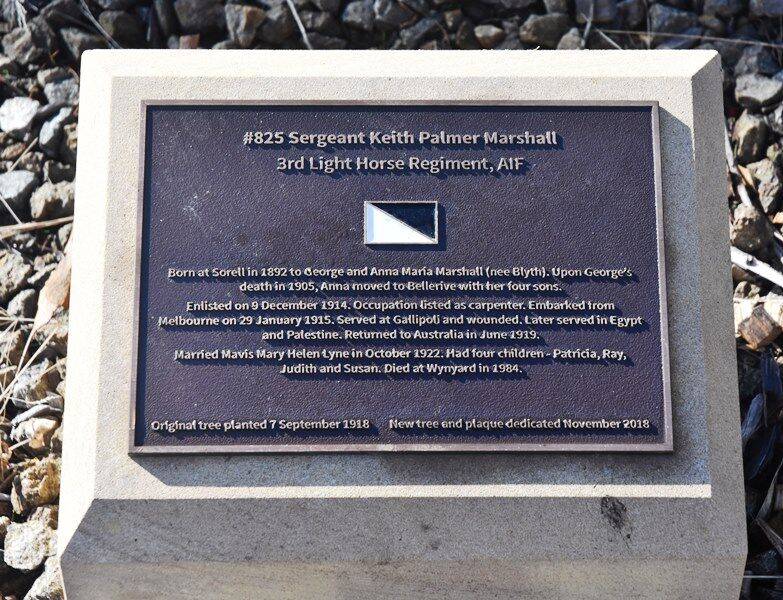 #825 Sergeant Keith Palmer Marshall
3rd Light Horse Regiment, AIF
Born at Sorell in 1892 to George and Anna Maria Marshall (nee Blyth). Upon George's
death in 1905, Anna moved to Bellerive with her four sons.
Enlisted on 9 December 1914. Occupation listed as carpenter. Embarked from
Melbourne on 29 January 1915. Served at Gallipoli and wounded. Later served in Egypt
and Palestine. Returned to Australia in June 1919.
Married Mavis Mary Helen Lyne in October 1922. Had four children - Patricia, Ray,
Judith and Susan. Died at Wynyard in 1984.
Original tree planted 7 September 1918 New tree and plaque dedicated November 2018